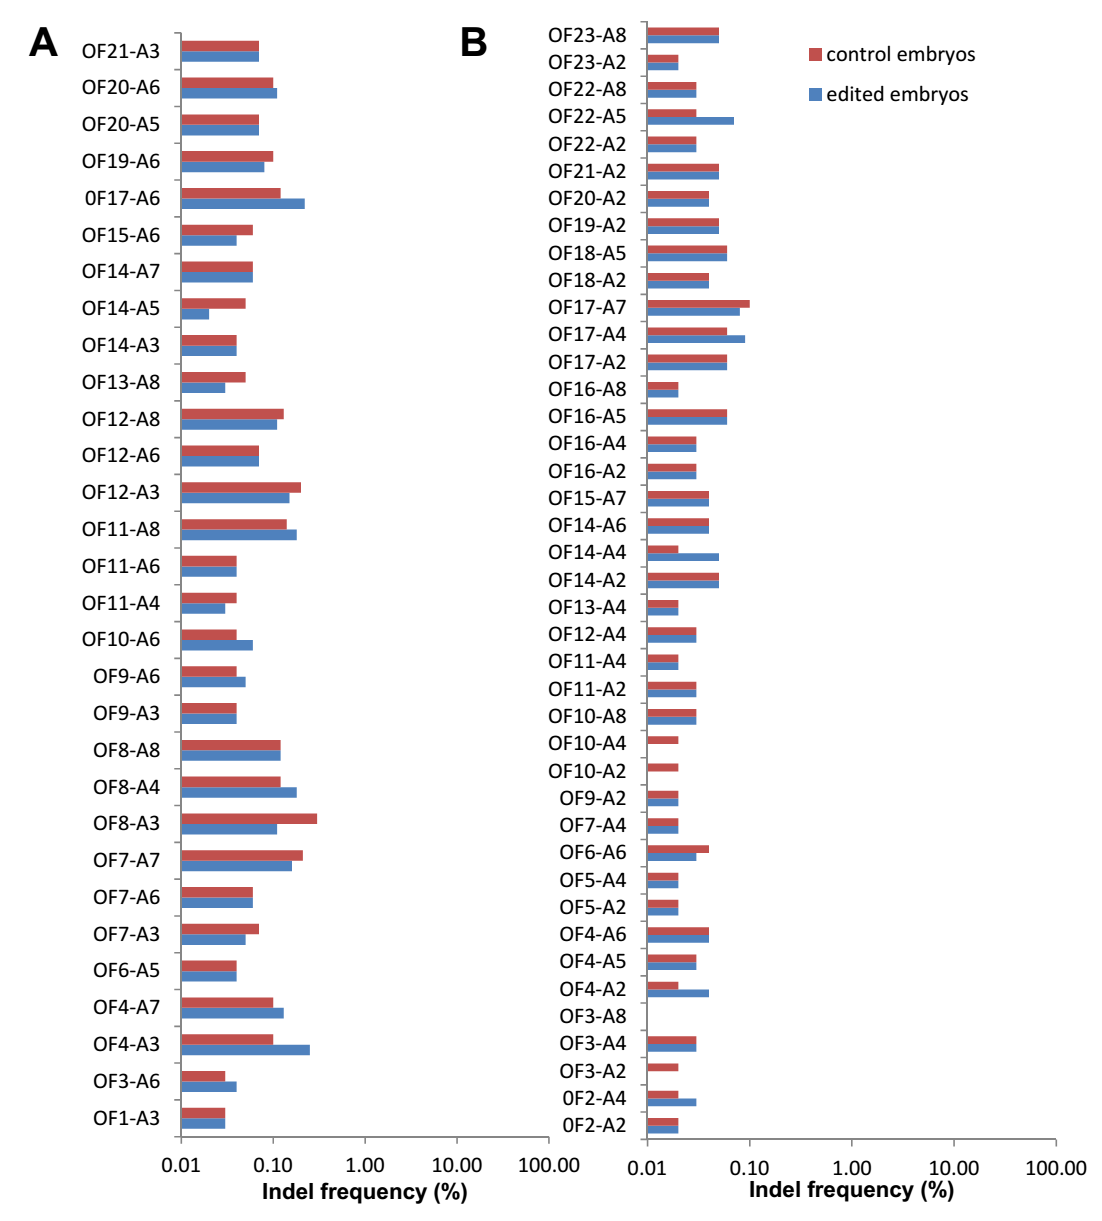 A
OF21-A3
OF20-A6
OF20-A5
OF19-A6
0F17-A6
OF15-A6
OF14-A7
OF14-A5
OF14-A3
OF13-A8
OF12-A8
OF12-A6
OF12-A3
OF11-A8
OF11-A6
OF11-A4
OF10-A6
OF9-A6
OF9-A3
OF8-A8
OF8-A4
OF8-A3
OF7-A7
OF7-A6
OF7-A3
OF6-A5
OF4-A7
OF4-A3
OF3-A6
OF1-A3
0.01 0.10 1.00 10.00 100.00
Indel frequency (%)
B
control embryos
edited embryos
OF23-A8
OF23-A2
OF22-A8
OF22-A5
OF22-A2
OF21-A2
OF20-A2
OF19-A2
OF18-A5
OF18-A2
OF17-A7
OF17-A4
OF17-A2
OF16-A8
OF16-A5
OF16-A4
OF16-A2
OF15-A7
OF14-A6
OF14-A4
OF14-A2
OF13-A4
OF12-A4
OF11-A4
OF11-A2
OF10-A8
OF10-A4
OF10-A2
OF9-A2
OF7-A4
OF6-A6
OF5-A4
OF5-A2
OF4-A6
OF4-A5
OF4-A2
OF3-A8
OF3-A4
OF3-A2
0F2-A4
0F2-A2
0.01 0.10 1.00 10.00 100.00
Indel frequency (%)